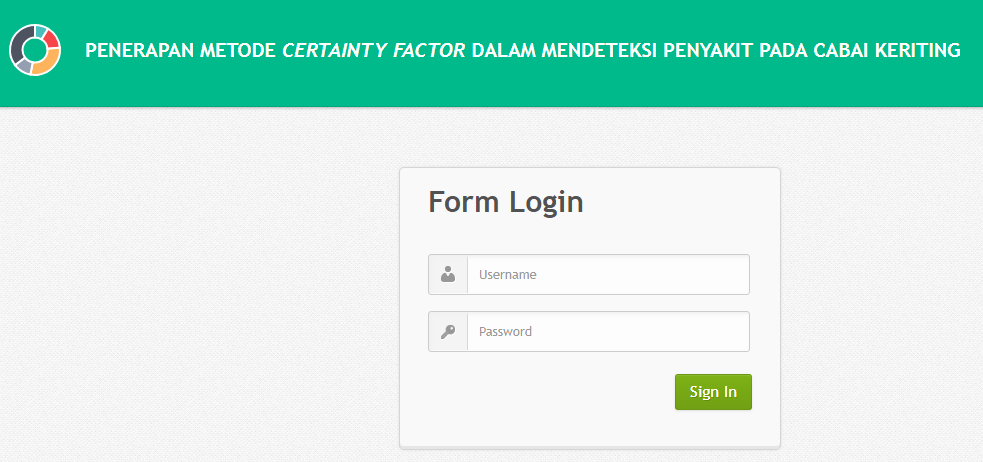 PENERAPAN METODE CERTAINTY FACTOR DALAM MENDETEKSI PENYAKIT PADA CABAI KERITING
Form Login
Username
Password
Sign In